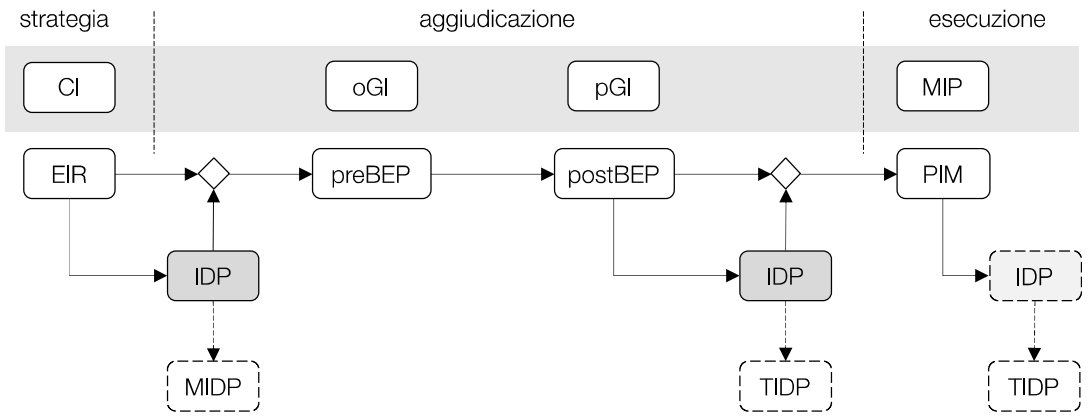 strategia
aggiudicazione
esecuzione
CI
oGI
pGI
MIP
EIR
preBEP
postBEP
PIM
IDP
IDP
IDP
MIDP
TIDP
TIDP